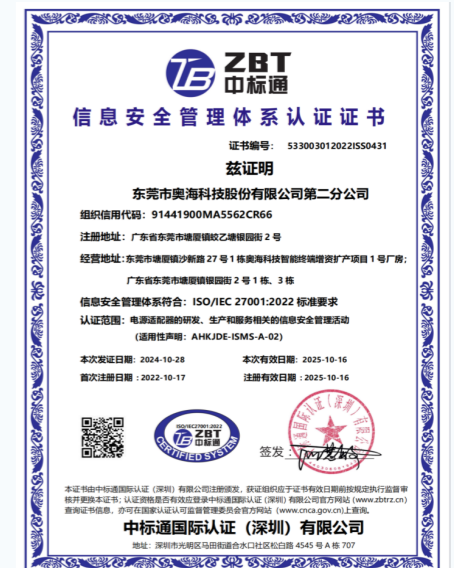 ZBT
中标通
信息安全管理体系认证证书
证书编号： 533003012022ISS0431
兹证明
东莞市奥海科技股份有限公司第二分公司
组织信用代码：91441900MA5562CR66
注册地址：广东省东莞市塘厦镇蛟乙塘银园街 2 号
经营地址:东莞市塘厦镇沙新路 27 号 1 栋奥海科技智能终端增资扩产项目 1 号厂房；
广东省东莞市塘厦镇银园街 2 号 1 栋、3 栋
信息安全管理体系符合：ISO/IEC 27001:2022 标准要求
认证范围：电源适配器的研发、生产和服务相关的信息安全管理活动
(适用性声明：AHKJDE-ISMS-A-02)
本次发证日期：2024-10-28 本次有效日期：2025-10-16
首次注册日期：2022-10-17 注册有效日期：2025-10-16
ISO/IEC27001:2022
ZBT
中标通
CERTIFIED SYSTEM
中标通国际认证（深圳）有限公司
签发：
本证书由中标通国际认证（深圳）有限公司注册颁发，获证组织应于证书有效日期前按规定执行监督审
核并更换本证书；认证资格是否有效应登录中标通国际认证（深圳）有限公司官方网站（www.zbtrz.cn）
查询证书信息，亦可在国家认证认可监督管理委员会官方网站（www.cnca.gov.cn)上查询。
中标通国际认证（深圳）有限公司
地址：深圳市光明区马田街道合水口社区松白路 4545 号 A 栋 707